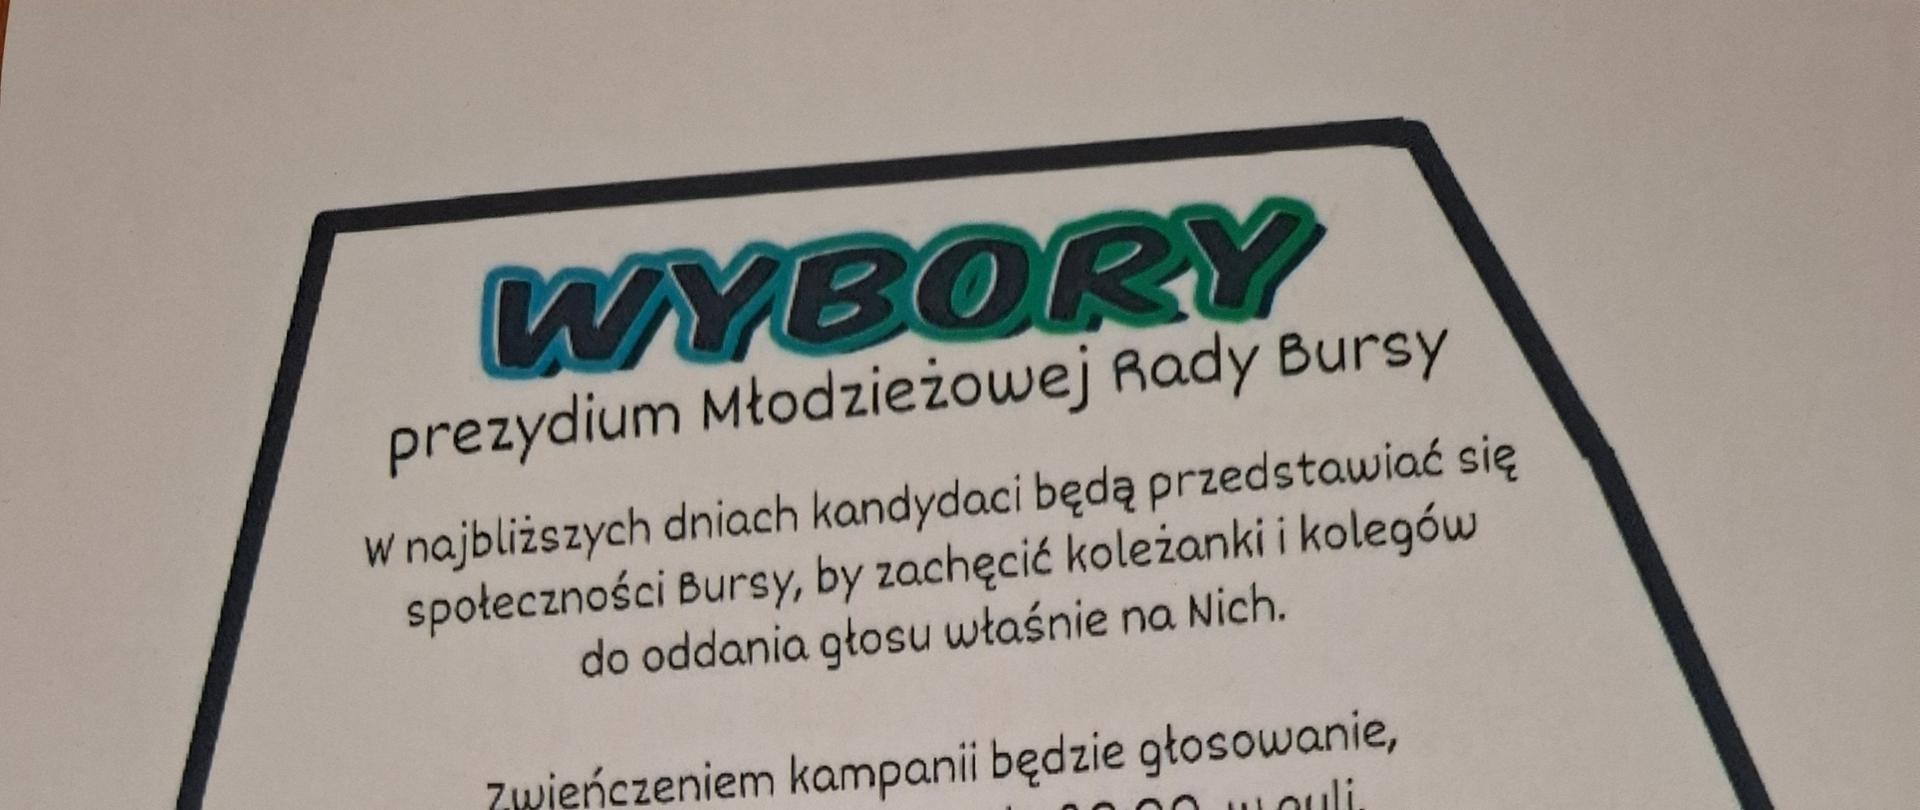 WYBORY
prezydium Młodzieżowej Rady Bursy
W najbliższych dniach kandydaci będą przedstawiać się
społeczności Bursy, by zachęcić koleżanki i kolegów
do oddania głosu właśnie na Nich.
Zwieńczeniem kampanii będzie głosowanie,
w auli.